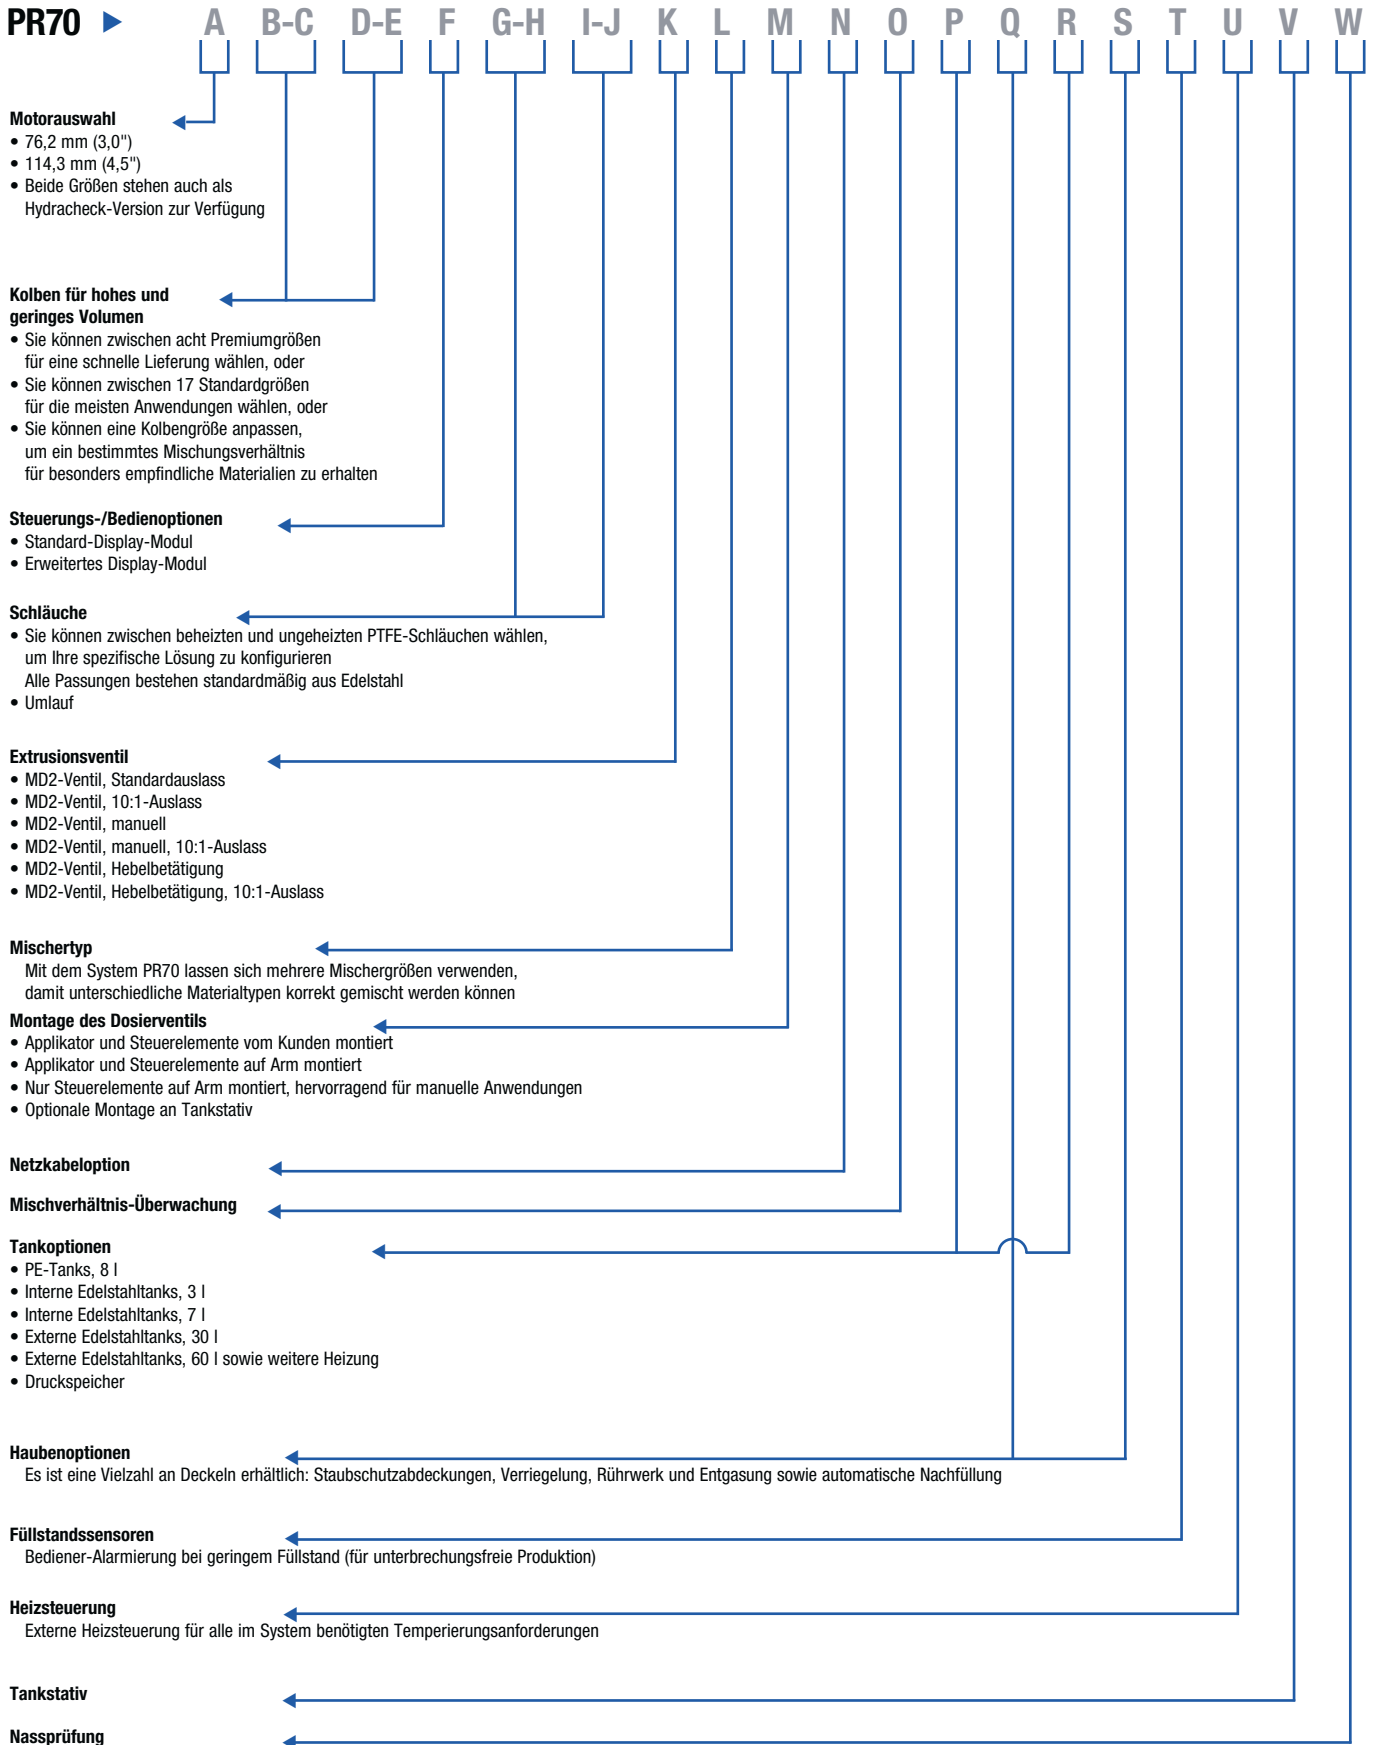 PR70 A B-C D-E F G-H I-J K L M N O P Q R S T U V W
Motorauswahl
• 76,2 mm (3,0")
• 114,3 mm (4,5")
• Beide Größen stehen auch als
Hydracheck-Version zur Verfügung
Kolben für hohes und
geringes Volumen
• Sie können zwischen acht Premiumgrößen
für eine schnelle Lieferung wählen, oder
• Sie können zwischen 17 Standardgrößen
für die meisten Anwendungen wählen, oder
• Sie können eine Kolbengröße anpassen,
um ein bestimmtes Mischungsverhältnis
für besonders empfindliche Materialien zu erhalten
Steuerungs-/Bedienoptionen
• Standard-Display-Modul
• Erweitertes Display-Modul
Schläuche
• Sie können zwischen beheizten und ungeheizten PTFE-Schläuchen wählen,
um Ihre spezifische Lösung zu konfigurieren
Alle Passungen bestehen standardmäßig aus Edelstahl
• Umlauf
Extrusionsventil
• MD2-Ventil, Standardauslass
• MD2-Ventil, 10:1-Auslass
• MD2-Ventil, manuell
• MD2-Ventil, manuell, 10:1-Auslass
• MD2-Ventil, Hebelbetätigung
• MD2-Ventil, Hebelbetätigung, 10:1-Auslass
Mischertyp
Mit dem System PR70 lassen sich mehrere Mischergrößen verwenden,
damit unterschiedliche Materialtypen korrekt gemischt werden können
Montage des Dosierventils
• Applikator und Steuerelemente vom Kunden montiert
• Applikator und Steuerelemente auf Arm montiert
• Nur Steuerelemente auf Arm montiert, hervorragend für manuelle Anwendungen
• Optionale Montage an Tankstativ
Netzkabeloption
Mischverhältnis-Überwachung
Tankoptionen
• PE-Tanks, 8 l
• Interne Edelstahltanks, 3 l
• Interne Edelstahltanks, 7 l
• Externe Edelstahltanks, 30 l
• Externe Edelstahltanks, 60 l sowie weitere Heizung
• Druckspeicher
Haubenoptionen
Es ist eine Vielzahl an Deckeln erhältlich: Staubschutzabdeckungen, Verriegelung, Rührwerk und Entgasung sowie automatische Nachfüllung
Füllstandssensoren
Bediener-Alarmierung bei geringem Füllstand (für unterbrechungsfreie Produktion)
Heizsteuerung
Externe Heizsteuerung für alle im System benötigten Temperierungsanforderungen
Tankstativ
Nassprüfung